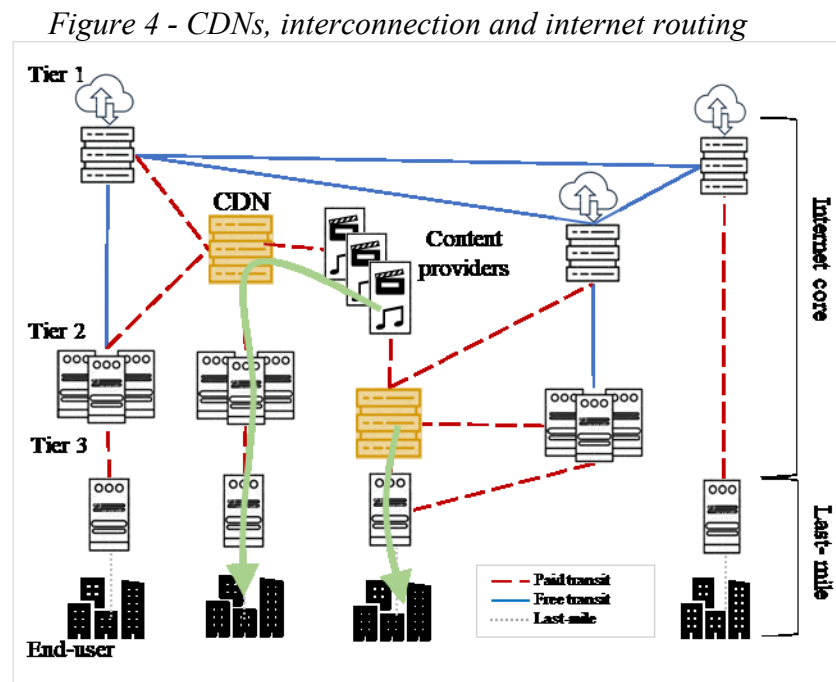 Figure 4 - CDNs, interconnection and internet routing
Tier 1
CDN
Content
providers
Internet core
Tier 2
Tier 3
Last- mile
Paid transit
Free transit
Last-mile
End-user